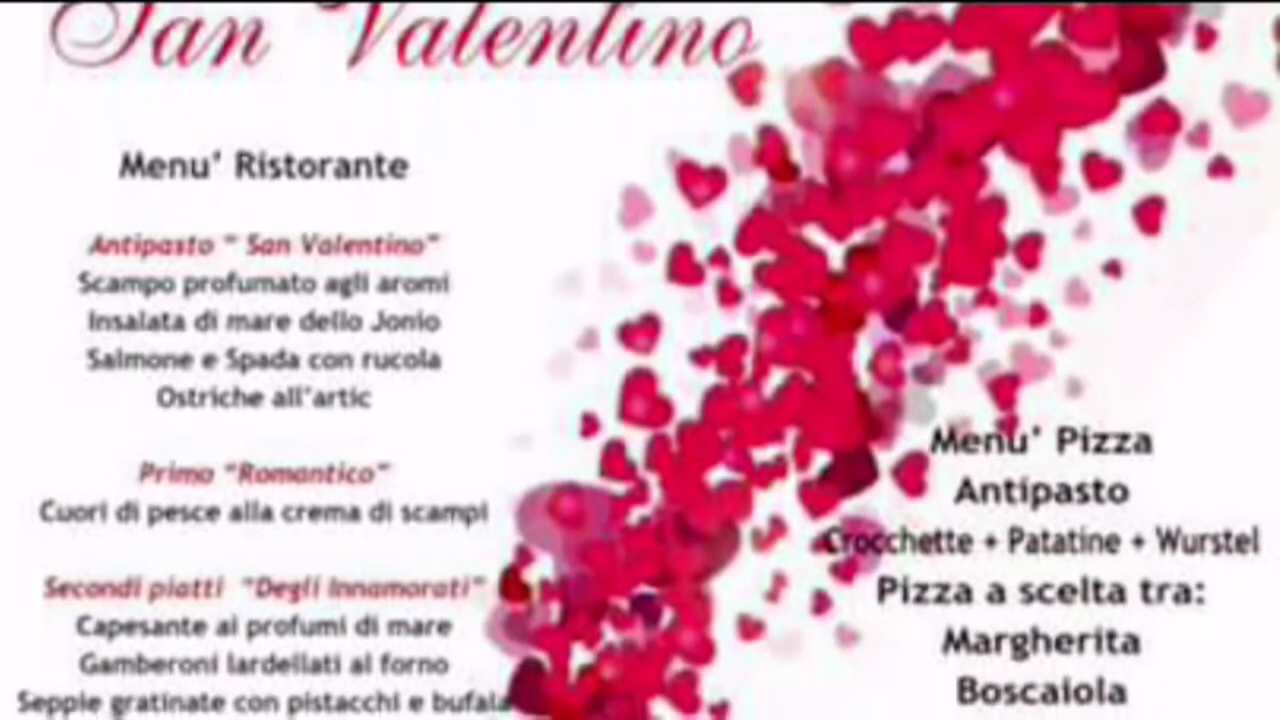 San Valentino
Menu' Ristorante
Antipasto " San Valentino"
Scampo profumato agli aromi
Insalata di mare dello Jonio
Salmone e Spada con rucola
Ostriche all'artic
Primo "Romantico"
Cuori di pesce alla crema di scampi
Secondi piatti "Degli Innamorati"
Capesante ai profumi di mare
Gamberoni lardellati al forno
Seppie gratinate con pistacchi e bufala
Menu' Pizza
Antipasto
Crocchette + Patatine + Wurstel
Pizza a scelta tra:
Margherita
Boscaiola